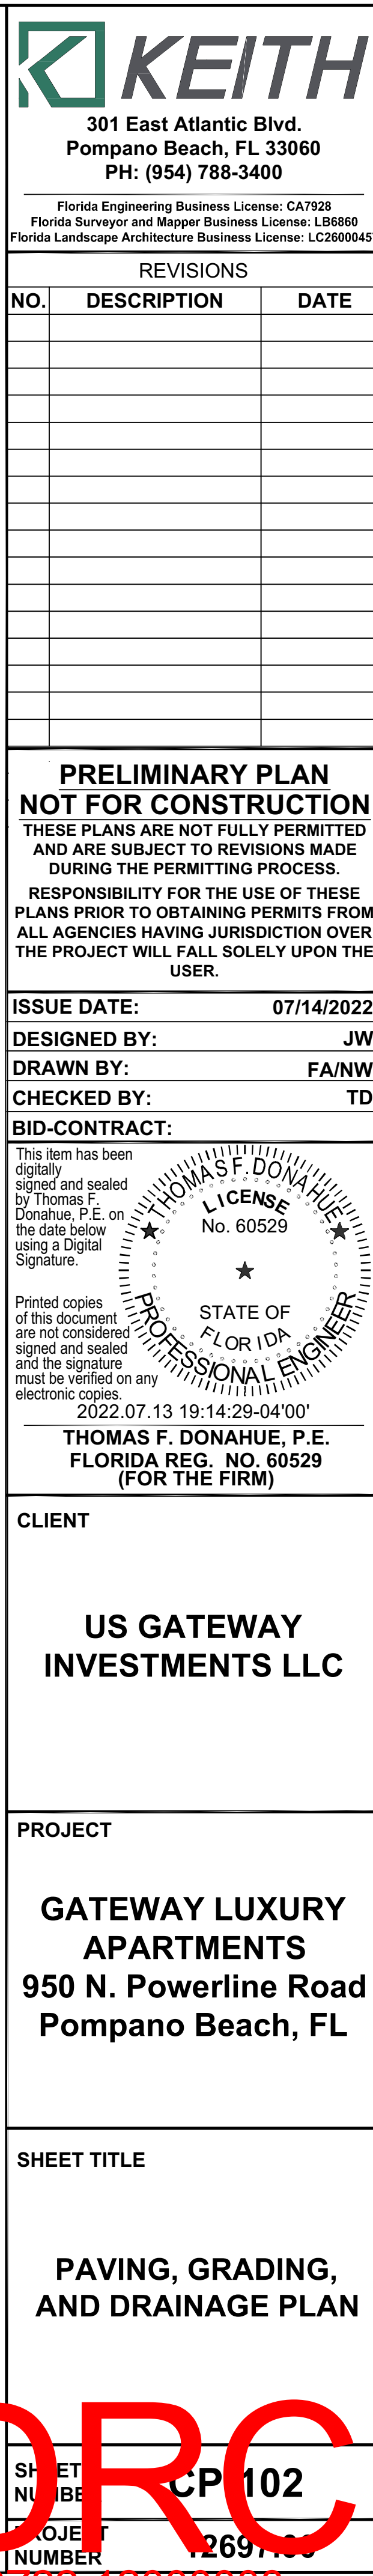 KEITH
301 East Atlantic Blvd.
Pompano Beach, FL 33060
PH: (954) 788-3400
Florida Engineering Business License: CA7928
Florida Surveyor and Mapper Business License: LB6860
Florida Landscape Architecture Business License: LC2600045
REVISIONS
NO. DESCRIPTION DATE
PRELIMINARY PLAN
NOT FOR CONSTRUCTION
THESE PLANS ARE NOT FULLY PERMITTED
AND ARE SUBJECT TO REVISIONS MADE
DURING THE PERMITTING PROCESS.
RESPONSIBILITY FOR THE USE OF THESE
PLANS PRIOR TO OBTAINING PERMITS FROM
ALL AGENCIES HAVING JURISDICTION OVER
THE PROJECT WILL FALL SOLELY UPON THE
USER.
ISSUE DATE: 07/14/2022
DESIGNED BY: JW
DRAWN BY: FA/NW
CHECKED BY: TD
BID-CONTRACT:
This item has been
digitally
signed and sealed
by Thomas F.
Donahue, P.E. on
the date below
using a Digital
Signature.
Printed copies
of this document
are not considered
signed and sealed
and the signature
must be verified on any
electronic copies.
THOMAS F. DONAHUE
LICENSE
No. 60529
STATE OF
FLORIDA
PROFESSIONAL ENGINEER
2022.07.13 19:14:29-04'00'
THOMAS F. DONAHUE, P.E.
FLORIDA REG. NO. 60529
(FOR THE FIRM)
CLIENT
US GATEWAY
INVESTMENTS LLC
PROJECT
GATEWAY LUXURY
APARTMENTS
950 N. Powerline Road
Pompano Beach, FL
SHEET TITLE
PAVING, GRADING,
AND DRAINAGE PLAN
DRC
SHEET
NUMBER
CP-102
PROJECT
NUMBER